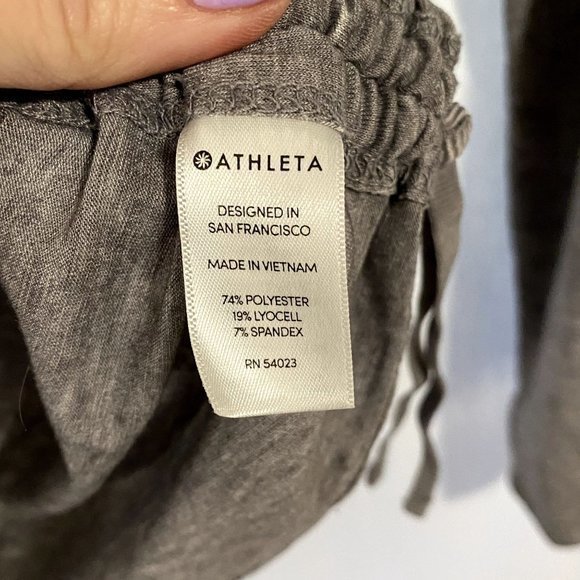 ATHLETA
DESIGNED IN
SAN FRANCISCO
MADE IN VIETNAM
74% POLYESTER
19% LYOCELL
7% SPANDEX
RN 54023